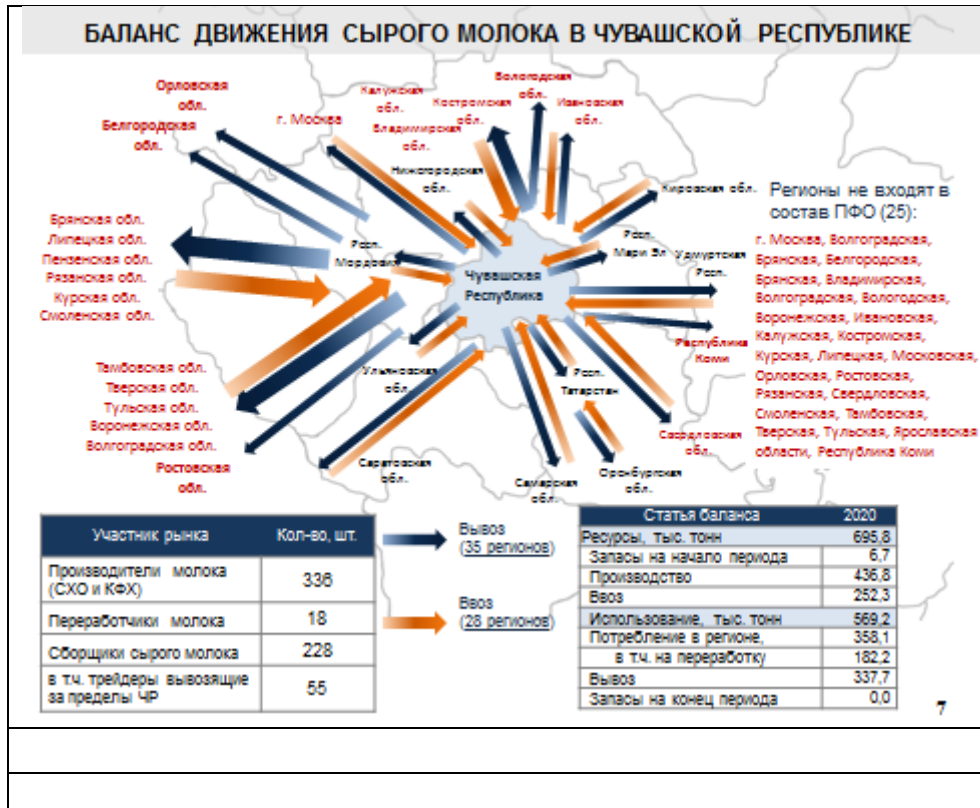 БАЛАНС ДВИЖЕНИЯ СЫРОГО МОЛОКА В ЧУВАШСКОЙ РЕСПУБЛИКЕ
Орловская
обл.
Белгородская
обл.
г. Москва
Калужская
обл.
Владимирская
обл.
Костромская
обл.
Вологодская
обл.
Ивановская
обл.
Нижегородская
обл.
Кировская обл.
Респ.
Мари Эл
Удмуртская
Респ.
Брянская обл.
Липецкая обл.
Пензенская обл.
Рязанская обл.
Курская обл.
Смоленская обл.
Респ.
Мордовия
Чувашская
Республика
Республика
Коми
Тамбовская обл.
Тверская обл.
Тульская обл.
Воронежская обл.
Волгоградская обл.
Ростовская
обл.
Ульяновская
обл.
Саратовская
обл.
Самарская
обл.
Респ.
Татарстан
Оренбургская
обл.
Свердловская
обл.
Регионы не входят в
состав ПФО (25):
г. Москва, Волгоградская,
Брянская, Белгородская,
Брянская, Владимирская,
Волгоградская, Вологодская,
Воронежская, Ивановская,
Калужская, Костромская,
Курская, Липецкая, Московская,
Орловская, Ростовская,
Рязанская, Свердловская,
Смоленская, Тамбовская,
Тверская, Тульская, Ярославская
области, Республика Коми
Участник рынка Кол-во, шт.
Производители молока
(СХО и КФХ) 336
Переработчики молока 18
Сборщики сырого молока 228
в т.ч. трейдеры вывозящие
за пределы ЧР 55
Вывоз
(35 регионов)
Ввоз
(28 регионов)
Статья баланса 2020
Ресурсы, тыс. тонн 695,8
Запасы на начало периода 6,7
Производство 436,8
Ввоз 252,3
Использование, тыс. тонн 569,2
Потребление в регионе, 358,1
в т.ч. на переработку 182,2
Вывоз 337,7
Запасы на конец периода 0,0
7